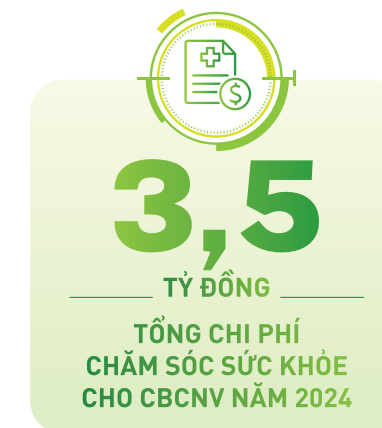 3,5
TỶ ĐỒNG
TỔNG CHI PHÍ
CHĂM SÓC SỨC KHỎE
CHO CBCNV NĂM 2024